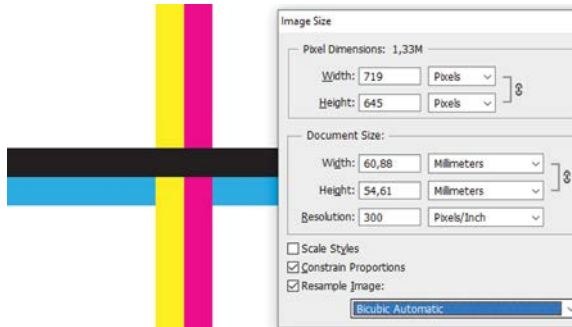 Image Size
Pixel Dimensions: 1,33M
Width: 719 Pixels
Height: 645 Pixels
Document Size:
Width: 60,88 Millimeters
Height: 54,61 Millimeters
Resolution: 300 Pixels/Inch
Scale Styles
Constrain Proportions
Resample Image:
Bicubic Automatic